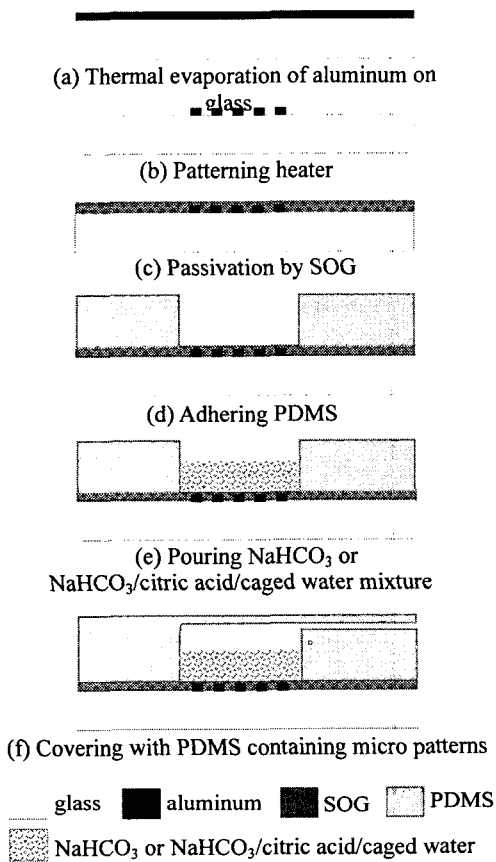 (a) Thermal evaporation of aluminum on
glass
(b) Patterning heater
(c) Passivation by SOG
(d) Adhering PDMS
(e) Pouring NaHCO₃ or
NaHCO₃/citric acid/caged water mixture
(f) Covering with PDMS containing micro patterns
glass aluminum SOG PDMS
NaHCO₃ or NaHCO₃/citric acid/caged water